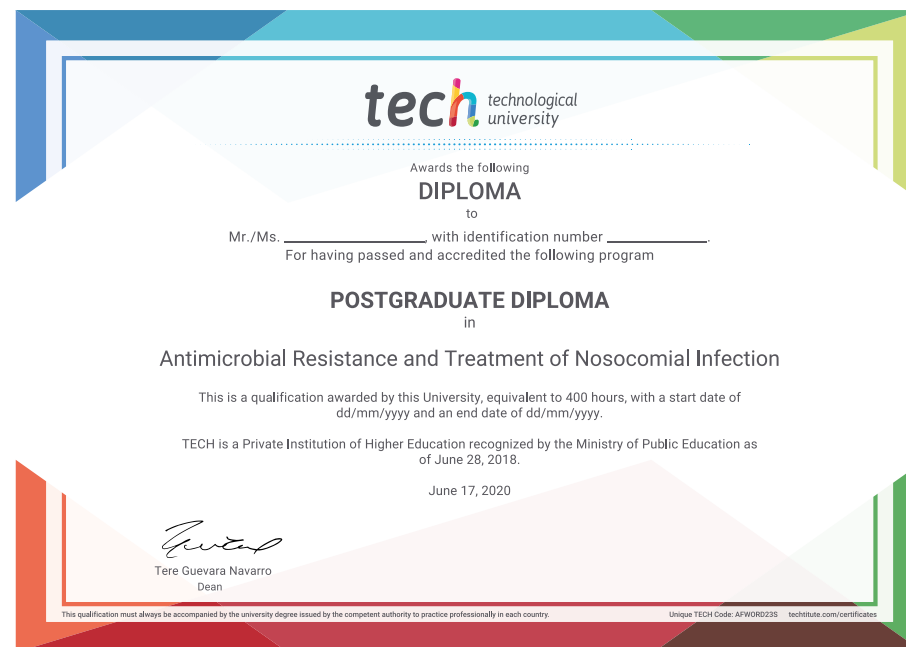 tech technological
university
Awards the following
DIPLOMA
to
Mr./Ms. ____________, with identification number ____________.
For having passed and accredited the following program
POSTGRADUATE DIPLOMA
in
Antimicrobial Resistance and Treatment of Nosocomial Infection
This is a qualification awarded by this University, equivalent to 400 hours, with a start date of
dd/mm/yyyy and an end date of dd/mm/yyyy.
TECH is a Private Institution of Higher Education recognized by the Ministry of Public Education as
of June 28, 2018.
June 17, 2020
Tere Guevara Navarro
Dean
This qualification must always be accompanied by the university degree issued by the competent authority to practice professionally in each country.
Unique TECH Code: AFWORD23S techtitute.com/certificates